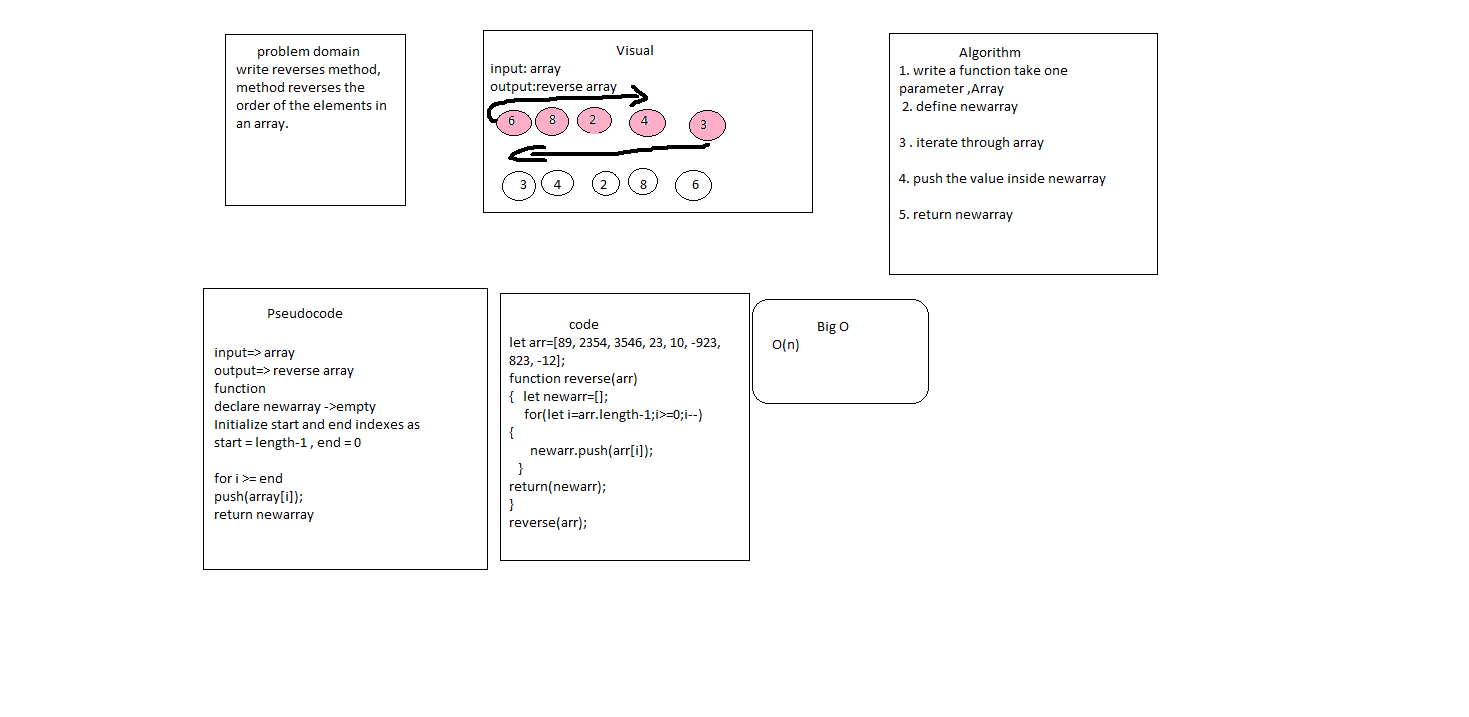 problem domain
write reverses method,
method reverses the
order of the elements in
an array.
Visual
input: array
output:reverse array
6 8 2 4 3
3 4 2 8 6
Algorithm
1. write a function take one
parameter ,Array
2. define newarray
3 . iterate through array
4. push the value inside newarray
5. return newarray
Pseudocode
input=> array
output=> reverse array
function
declare newarray ->empty
Initialize start and end indexes as
start = length-1 , end = 0
for i >= end
push(array[i]);
return newarray
code
let arr=[89, 2354, 3546, 23, 10, -923,
823, -12];
function reverse(arr)
{ let newarr=[];
for(let i=arr.length-1;i>=0;i--)
{
newarr.push(arr[i]);
}
return(newarr);
}
reverse(arr);
Big O
O(n)